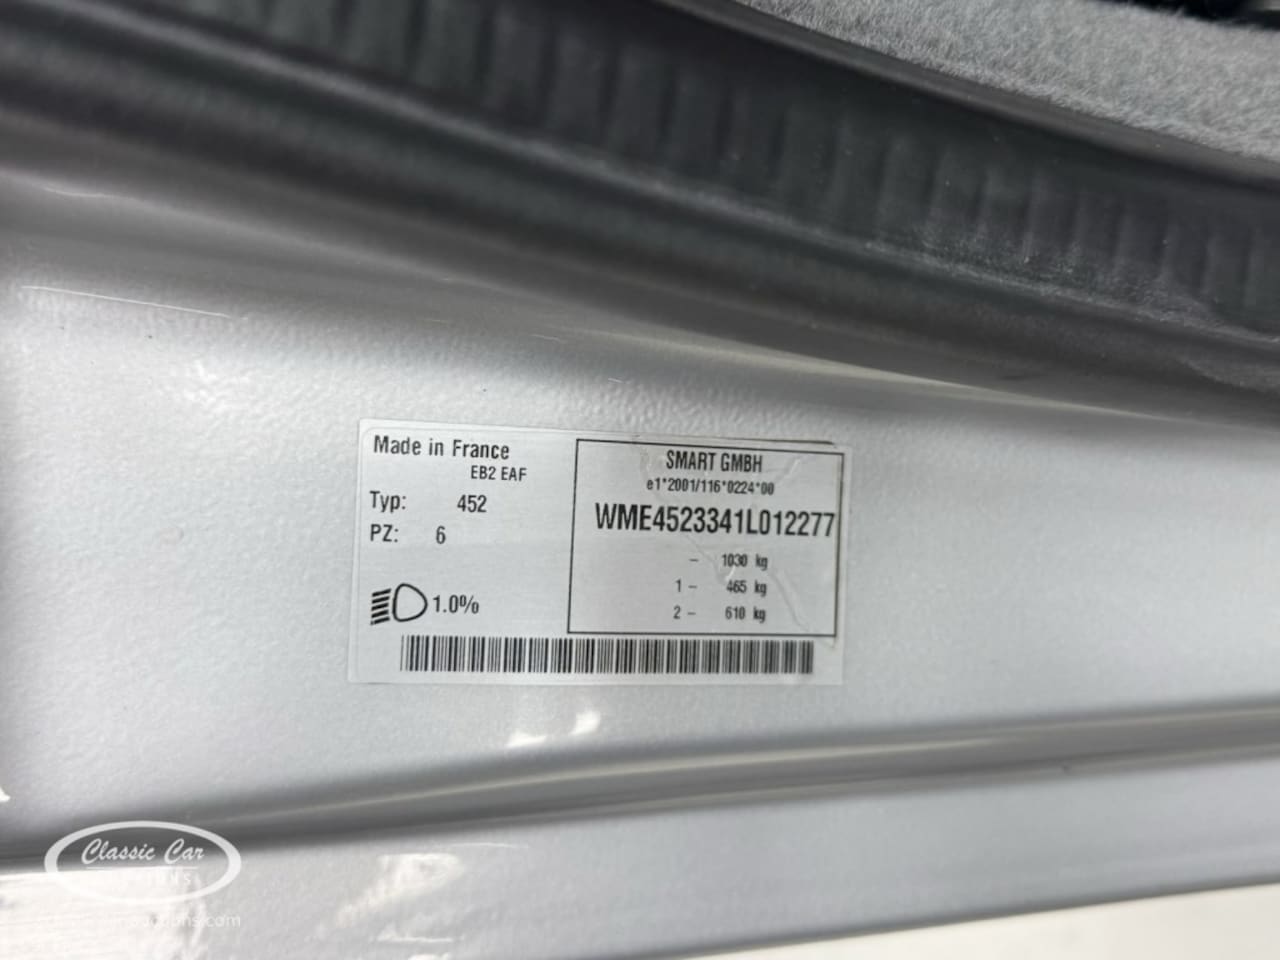 Made in France
EB2 EAF
Typ: 452
PZ: 6
1.0%
SMART GMBH
e1*2001/116*0224*00
WME4523341L012277
- 1030 kg
1 - 465 kg
2 - 610 kg
Classic Car